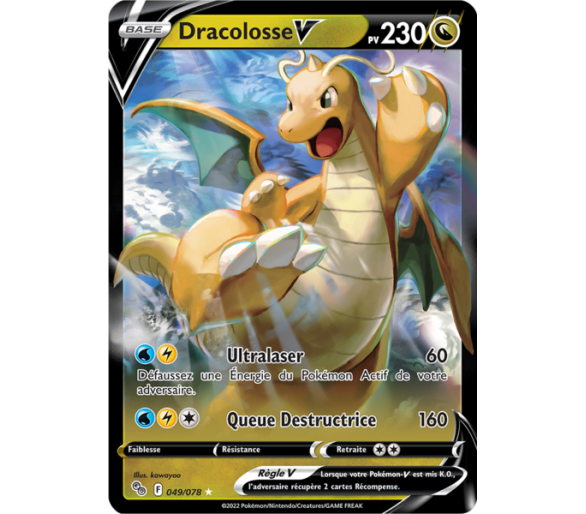 BASE Dracolosse V PV 230
Ultralaser 60
Défaussez une Énergie du Pokémon Actif de votre
adversaire.
Queue Destructrice 160
Faiblesse Résistance Retraite
Illus. kawayoo Règle V Lorsque votre Pokémon-V est mis K.O.,
F 049/078 l'adversaire récupère 2 cartes Récompense.
©2022 Pokémon/Nintendo/Creatures/GAME FREAK